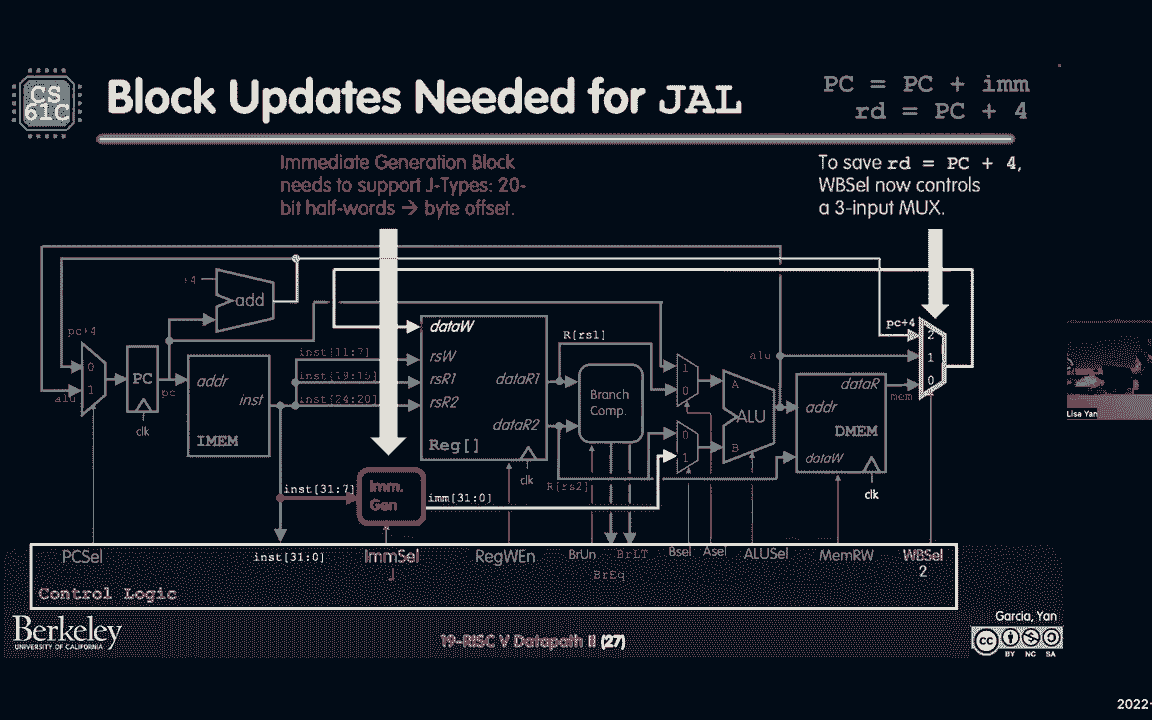 CS
61C
Block Updates Needed for JAL
PC = PC + imm
rd = PC + 4
Immediate Generation Block
needs to support J-Types: 20-
bit half-words → byte offset.
To save rd = PC + 4,
WBSel now controls
a 3-input MUX.
+4
add
pc+4
0
1
alu
PC
clk
pc
addr
inst
IMEM
inst[11:7]
inst[19:15]
inst[24:20]
dataW
rsW
rsR1
rsR2
dataR1
dataR2
Reg[]
clk
R[rs1]
R[rs2]
Branch
Comp.
1
0
0
1
A
ALU
B
alu
addr
dataR
DMEM
dataW
clk
mem
pc+4
2
1
0
inst[31:7]
Imm.
Gen
imm[31:0]
PCSel
inst[31:0]
ImmSel
J
RegWEn
BrUn
BrLT
BrEq
Bsel
Asel
ALUSel
MemRW
WBSel
2
Control Logic
Berkeley
UNIVERSITY OF CALIFORNIA
19-RISC V Datapath II (27)
Garcia, Yan
cc
BY NC SA
Lisa Yan
2022-